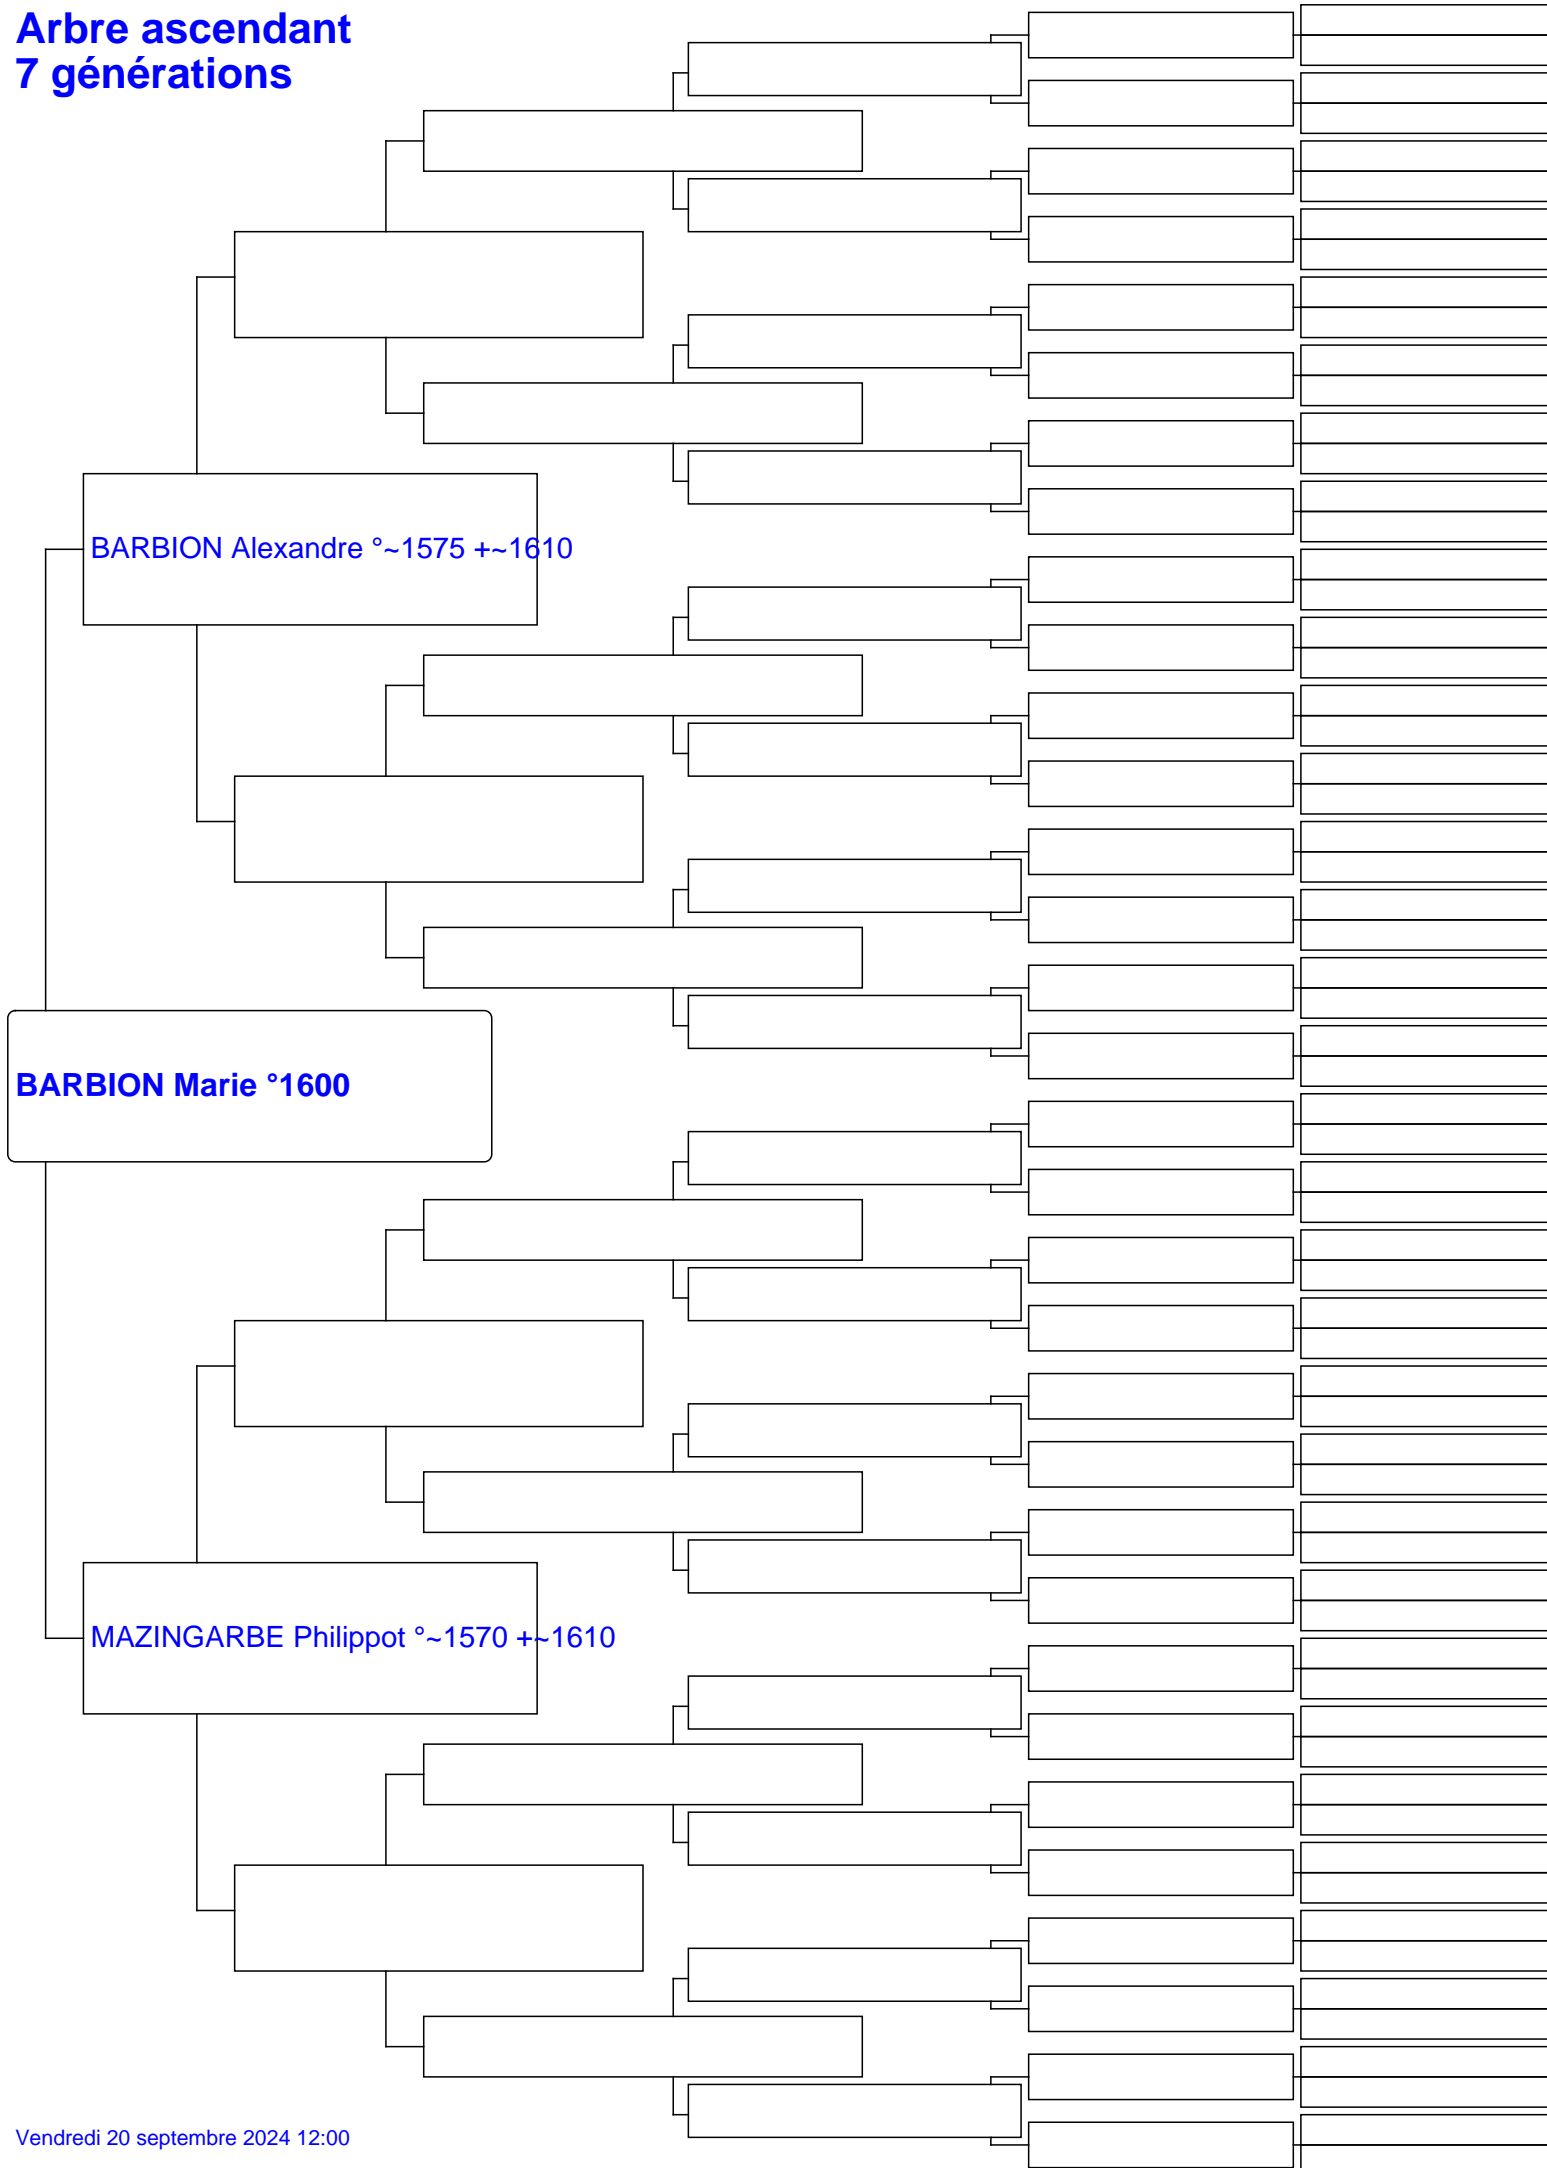 Arbre ascendant
7 générations
BARBION Alexandre °~1575 +~1610
BARBION Marie °1600
MAZINGARBE Philippot °~1570 +~1610
Vendredi 20 septembre 2024 12:00